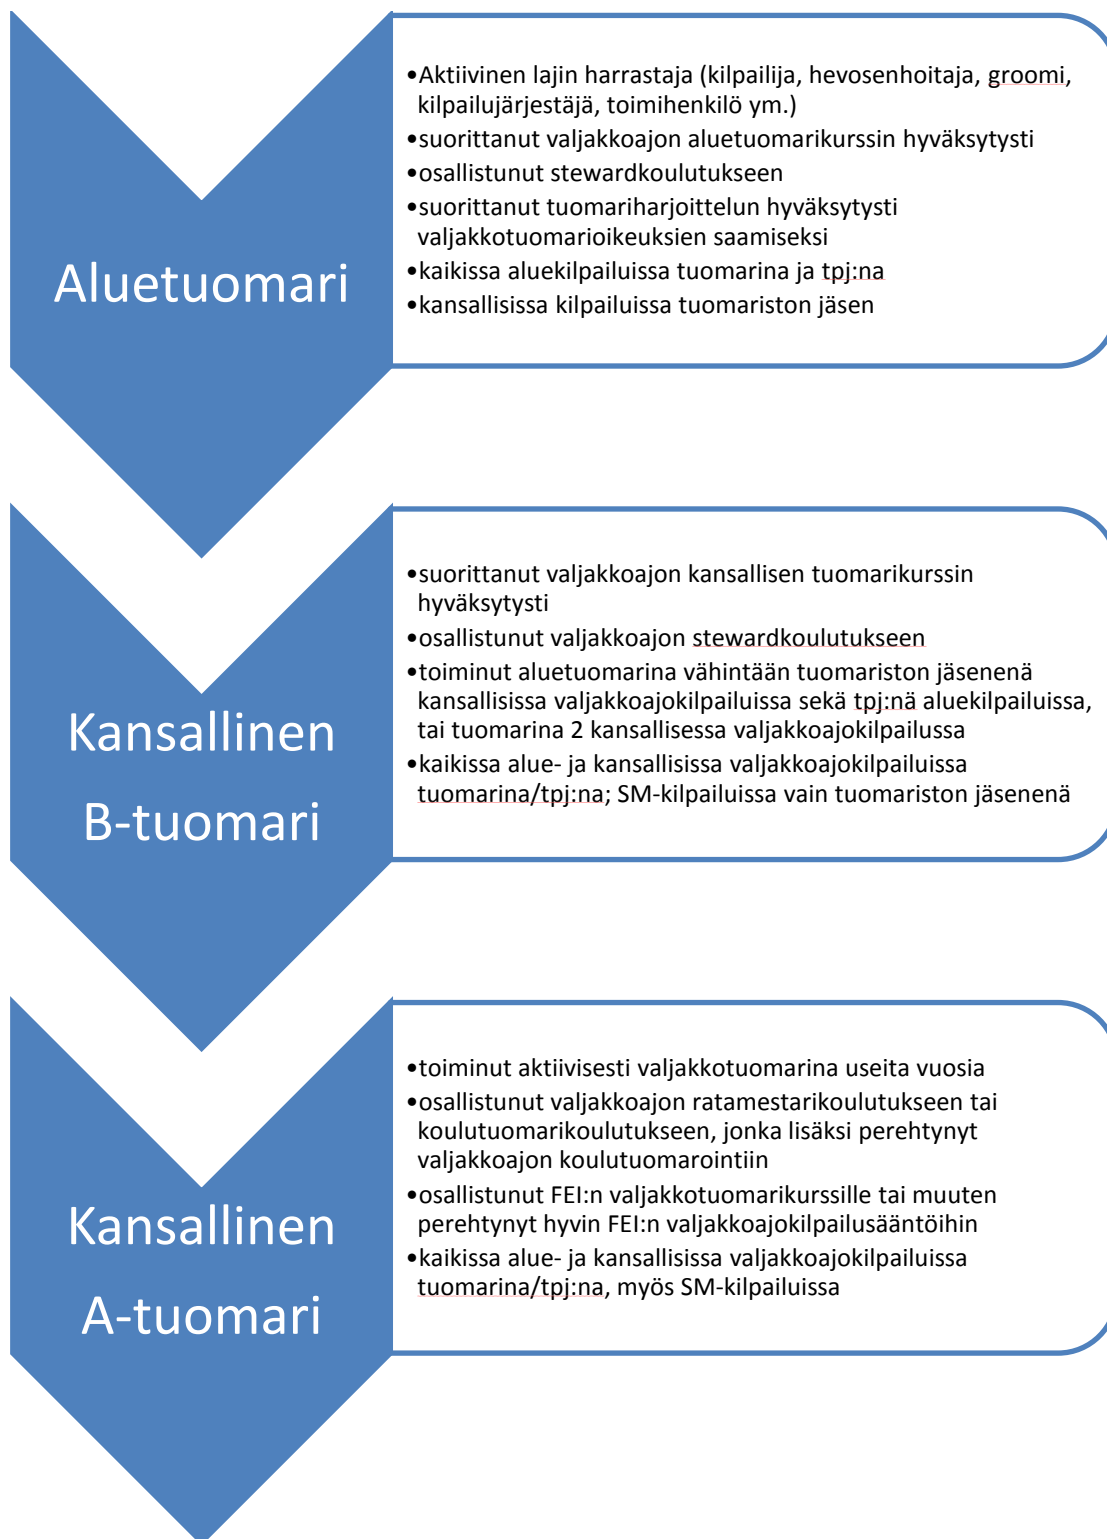 Aluetuomari
•Aktiivinen lajin harrastaja (kilpailija, hevosenhoitaja, groomi,
kilpailujärjestäjä, toimihenkilö ym.)
•suorittanut valjakkoajon aluetuomarikurssin hyväksytysti
•osallistunut stewardkoulutukseen
•suorittanut tuomariharjoittelun hyväksytysti
valjakkotuomarioikeuksien saamiseksi
•kaikissa aluekilpailuissa tuomarina ja tpj:na
•kansallisissa kilpailuissa tuomariston jäsen
Kansallinen
B-tuomari
•suorittanut valjakkoajon kansallisen tuomarikurssin
hyväksytysti
•osallistunut valjakkoajon stewardkoulutukseen
•toiminut aluetuomarina vähintään tuomariston jäsenenä
kansallisissa valjakkoajokilpailuissa sekä tpj:nä aluekilpailuissa,
tai tuomarina 2 kansallisessa valjakkoajokilpailussa
•kaikissa alue- ja kansallisissa valjakkoajokilpailuissa
tuomarina/tpj:na; SM-kilpailuissa vain tuomariston jäsenenä
Kansallinen
A-tuomari
•toiminut aktiivisesti valjakkotuomarina useita vuosia
•osallistunut valjakkoajon ratamestarikoulutukseen tai
koulutuomarikoulutukseen, jonka lisäksi perehtynyt
valjakkoajon koulutuomarointiin
•osallistunut FEI:n valjakkotuomarikurssille tai muuten
perehtynyt hyvin FEI:n valjakkoajokilpailusääntöihin
•kaikissa alue- ja kansallisissa valjakkoajokilpailuissa
tuomarina/tpj:na, myös SM-kilpailuissa